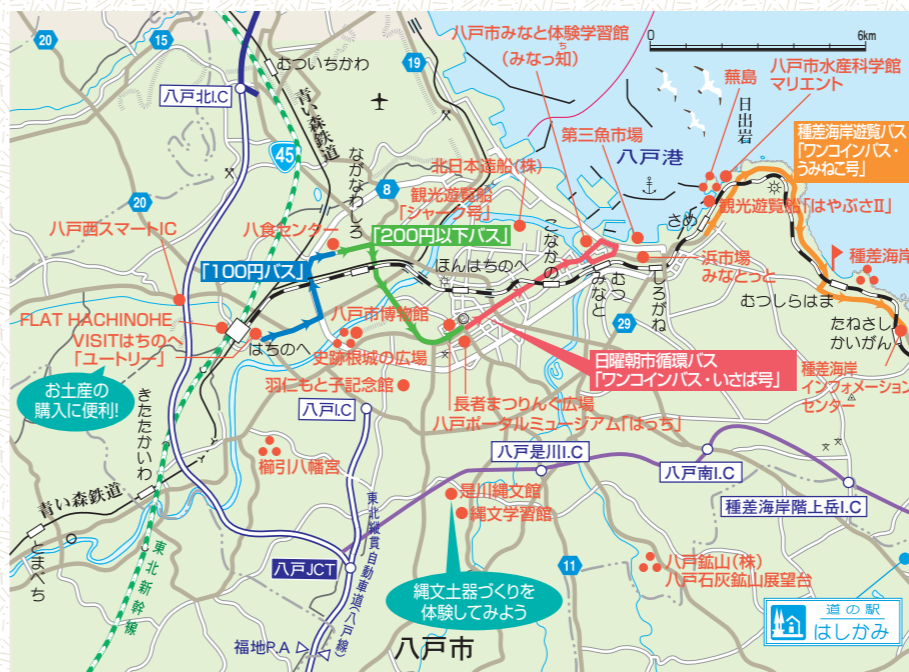 20
15
むついちかわ
八戸北I.C
青い森鉄道
19
八戸市みなと体験学習館
(みなっ知)
ち
0
6km
蕪島
八戸市水産科学館
マリエント
日出岩
第三魚市場
八戸港
種差海岸遊覧バス
「ワンコインバス・
うみねこ号」
45
ながなわしろ
8
北日本造船(株)
観光遊覧船
「シャーク号」
観光遊覧船「はやぶさⅡ」
さめ
20
八戸西スマートIC
八食センター
「200円以下バス」
こなかの
「100円バス」
ほんはちのへ
浜市場
みなとっと
種差海岸
むつみなと
しろがね
むつしらはま
FLAT HACHINOHE
VISITはちのへ
「ユートリー」
はちのへ
八戸市博物館
史跡根城の広場
29
たねさし
かいがん
日曜朝市循環バス
「ワンコインバス・いさば号」
種差海岸
インフォメーション
センター
お土産の
購入に便利!
羽仁もと子記念館
八戸I.C
長者まつりんぐ広場
八戸ポータルミュージアム「はっち」
きたたかいわ
櫛引八幡宮
八戸是川I.C
八戸南I.C
種差海岸階上岳I.C
青い森鉄道
とまべち
東北新幹線
東北縦貫自動車道(八戸線)
是川縄文館
縄文学習館
八戸JCT
11
八戸鉱山(株)
八戸石灰鉱山展望台
縄文土器づくりを
体験してみよう
道の駅
はしかみ
福地P.A
八戸市